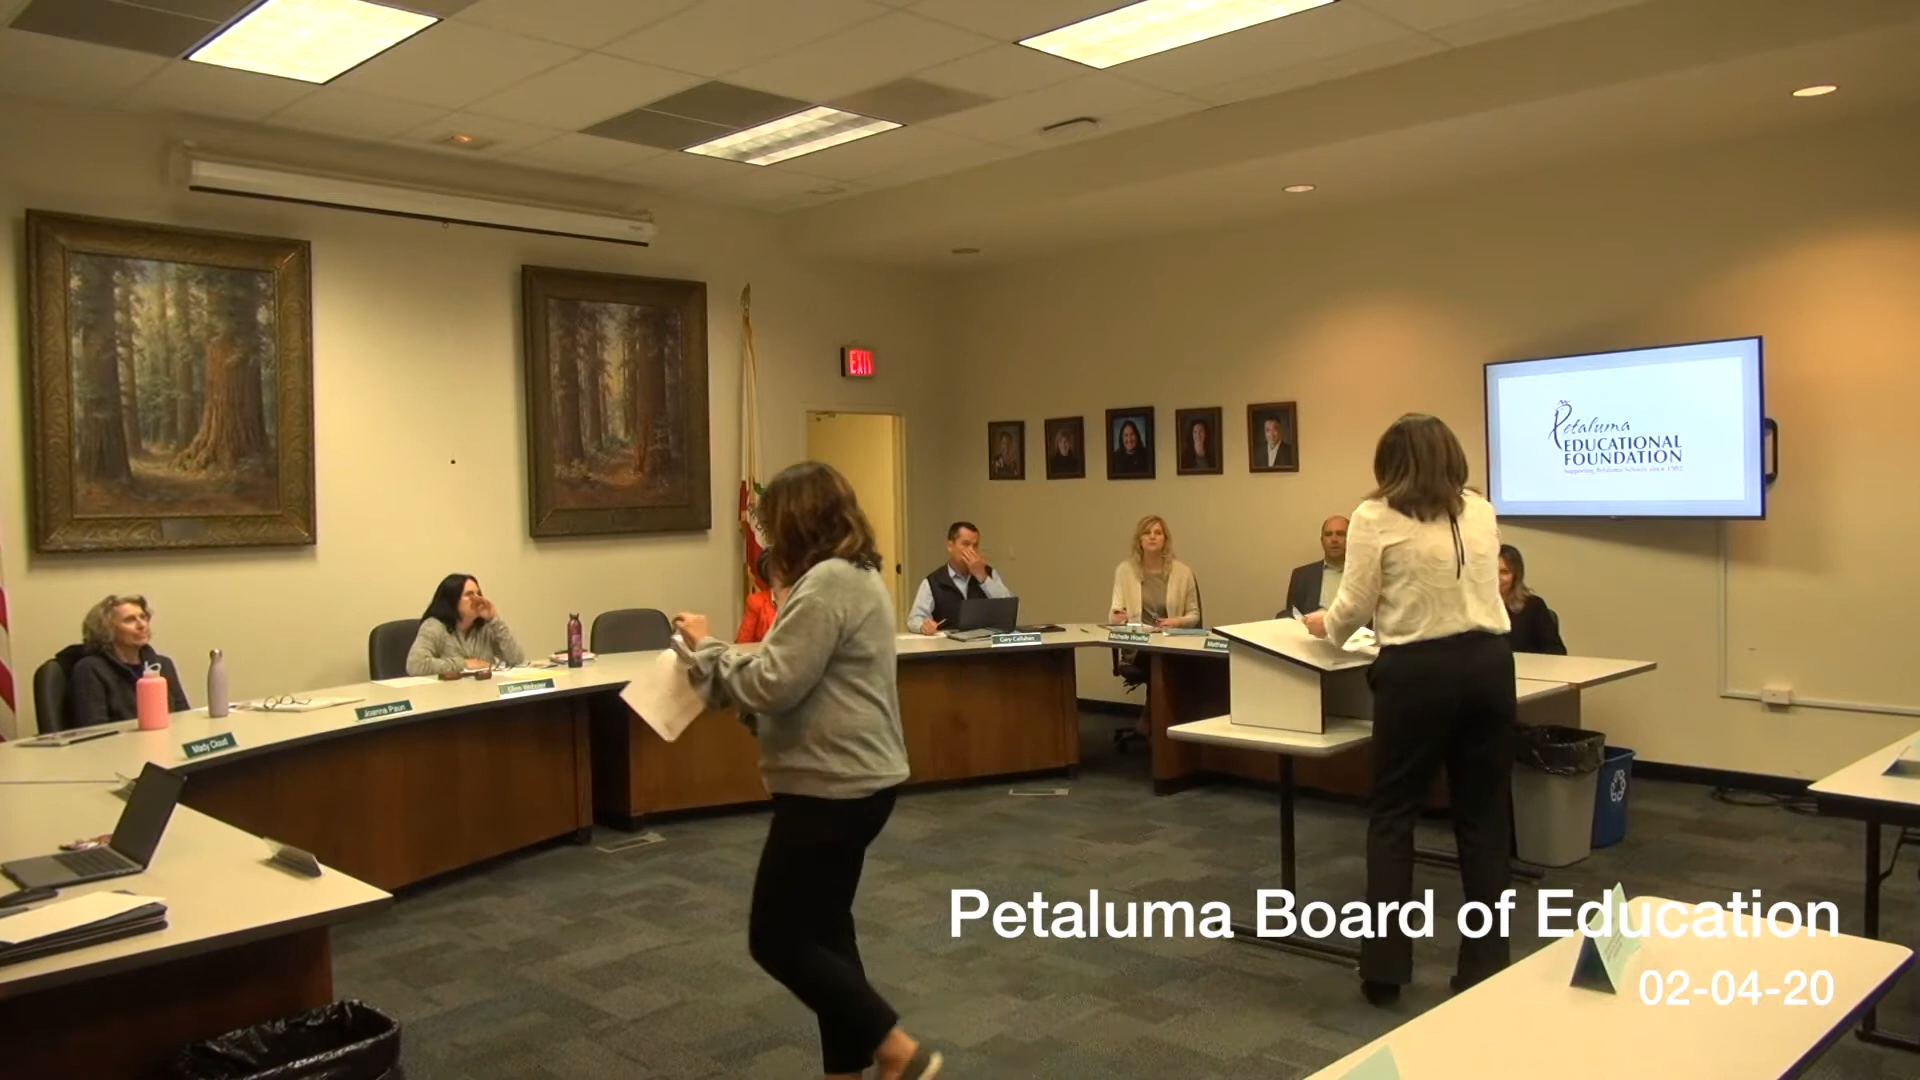 EXIT
Petaluma
EDUCATIONAL
FOUNDATION
Supporting Petaluma Schools since 1982
Gary Callahan
Michelle
Matthew
Ellen Webster
Joanna Paun
Mady Cloud
Petaluma Board of Education
02-04-20